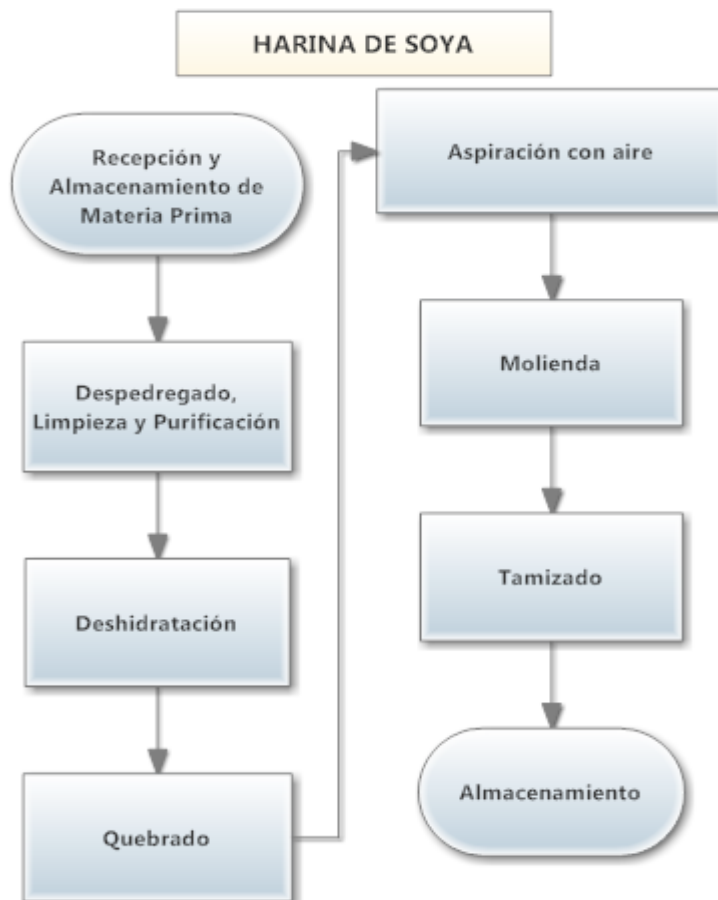 HARINA DE SOYA
Recepción y
Almacenamiento de
Materia Prima
Despedregado,
Limpieza y Purificación
Deshidratación
Quebrado
Aspiración con aire
Molienda
Tamizado
Almacenamiento